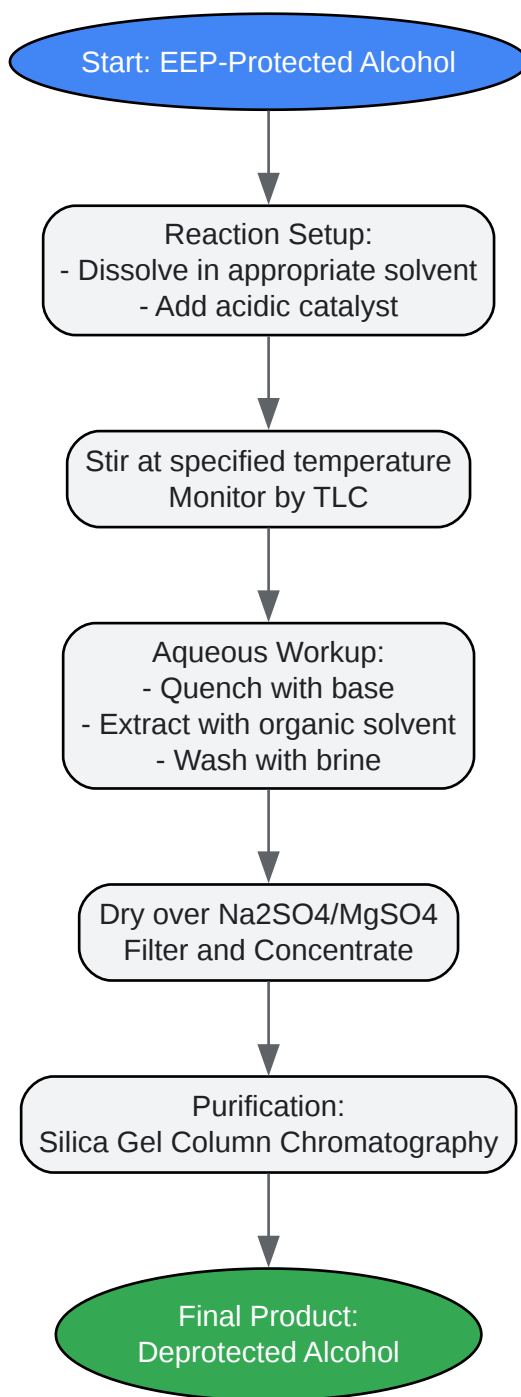 Start: EEP-Protected Alcohol
Reaction Setup:
- Dissolve in appropriate solvent
- Add acidic catalyst
Stir at specified temperature
Monitor by TLC
Aqueous Workup:
- Quench with base
- Extract with organic solvent
- Wash with brine
Dry over Na2SO4/MgSO4
Filter and Concentrate
Purification:
Silica Gel Column Chromatography
Final Product:
Deprotected Alcohol